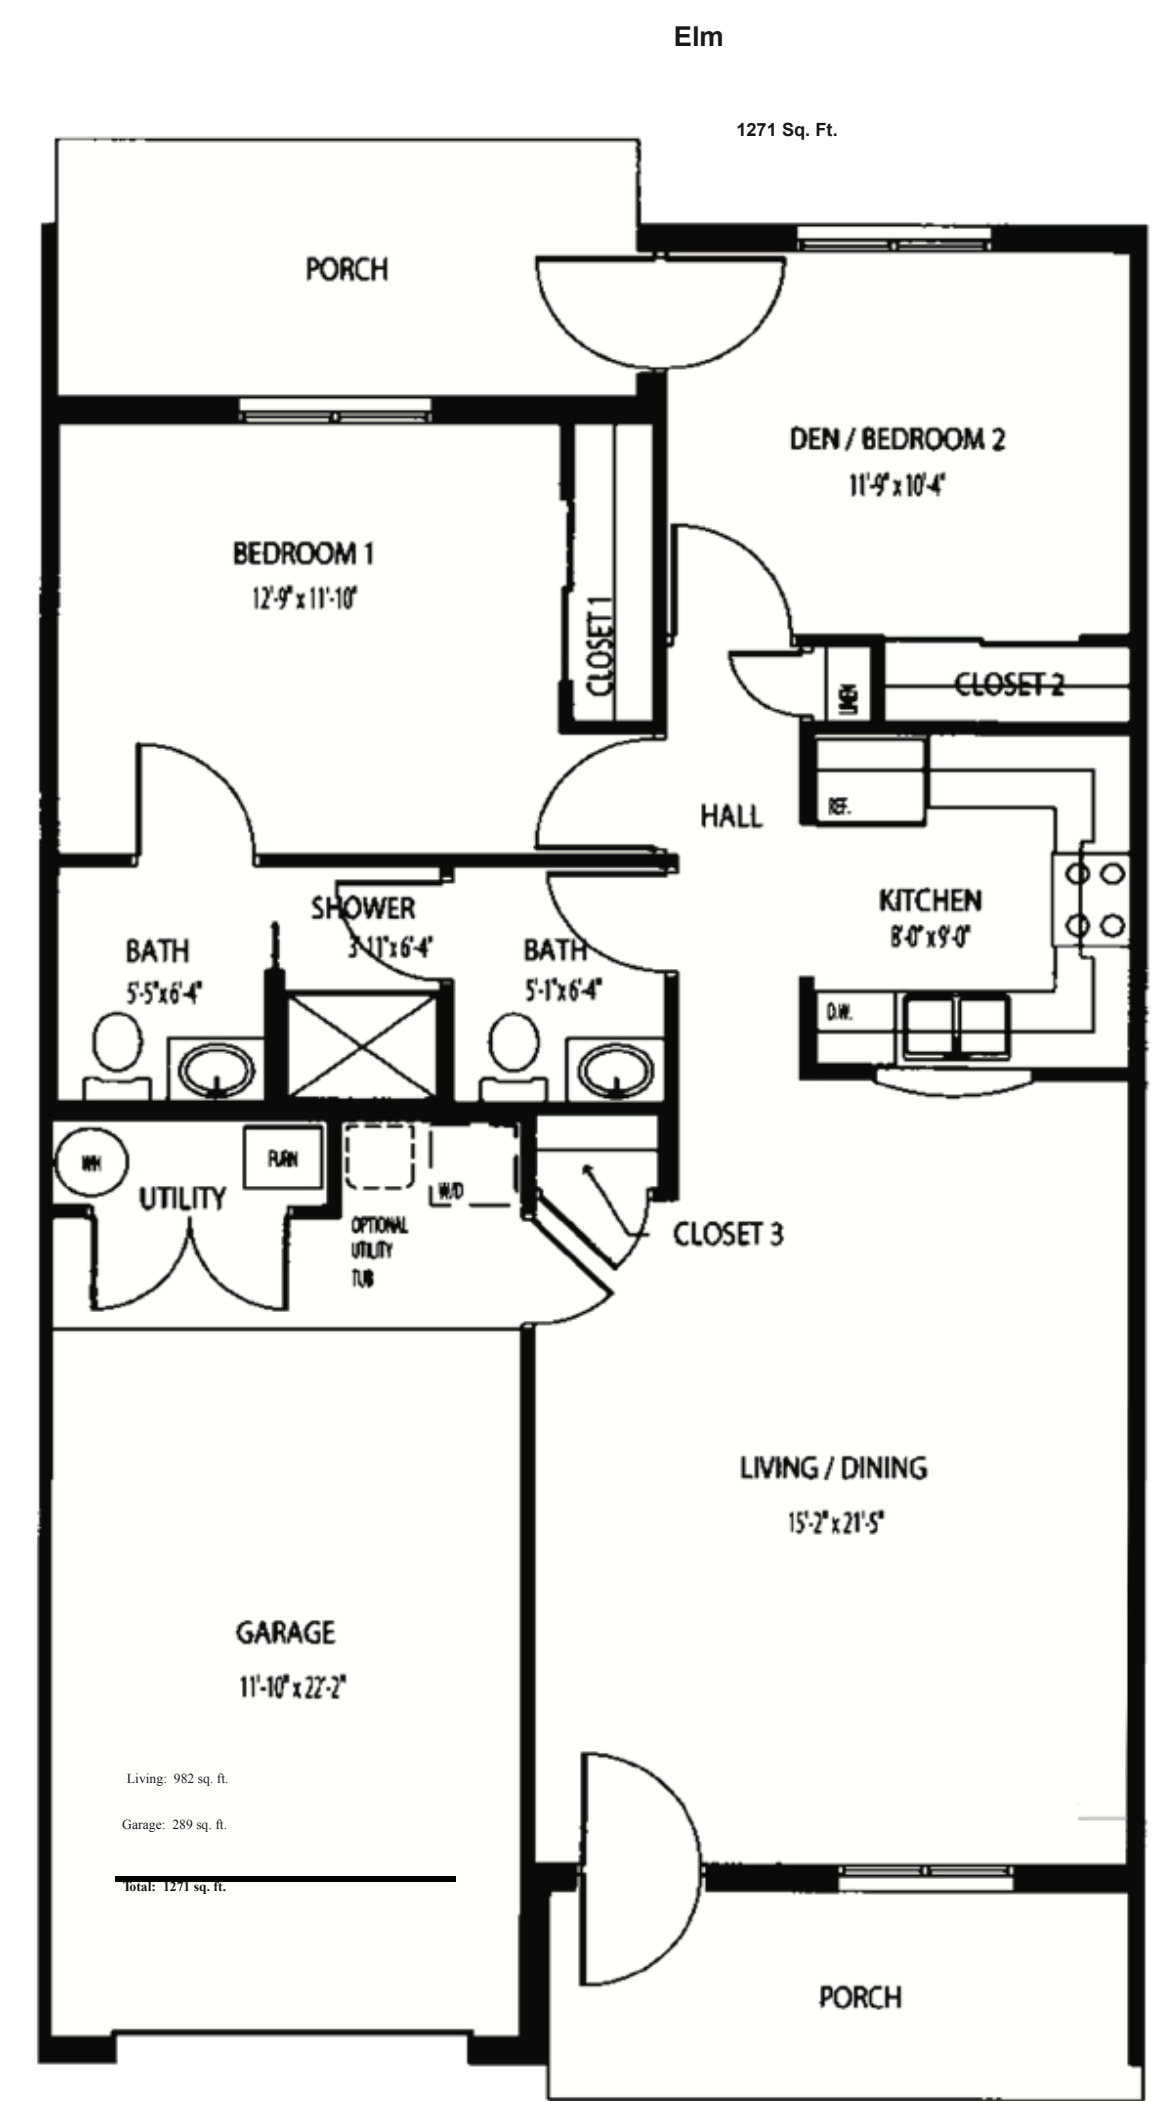 Elm
1271 Sq. Ft.
PORCH
DEN / BEDROOM 2
11'-9" x 10'-4"
BEDROOM 1
12'-9" x 11'-10"
CLOSET 1
CLOSET 2
LINEN
HALL
REF.
KITCHEN
8'-0" x 9'-0"
SHOWER
3'-11" x 6'-4"
BATH
5'-5" x 6'-4"
BATH
5'-1" x 6'-4"
D.W.
WH
FURN
UTILITY
W/D
OPTIONAL
UTILITY
TUB
CLOSET 3
LIVING / DINING
15'-2" x 21'-5"
GARAGE
11'-10" x 22'-2"
Living: 982 sq. ft.
Garage: 289 sq. ft.
Total: 1271 sq. ft.
PORCH